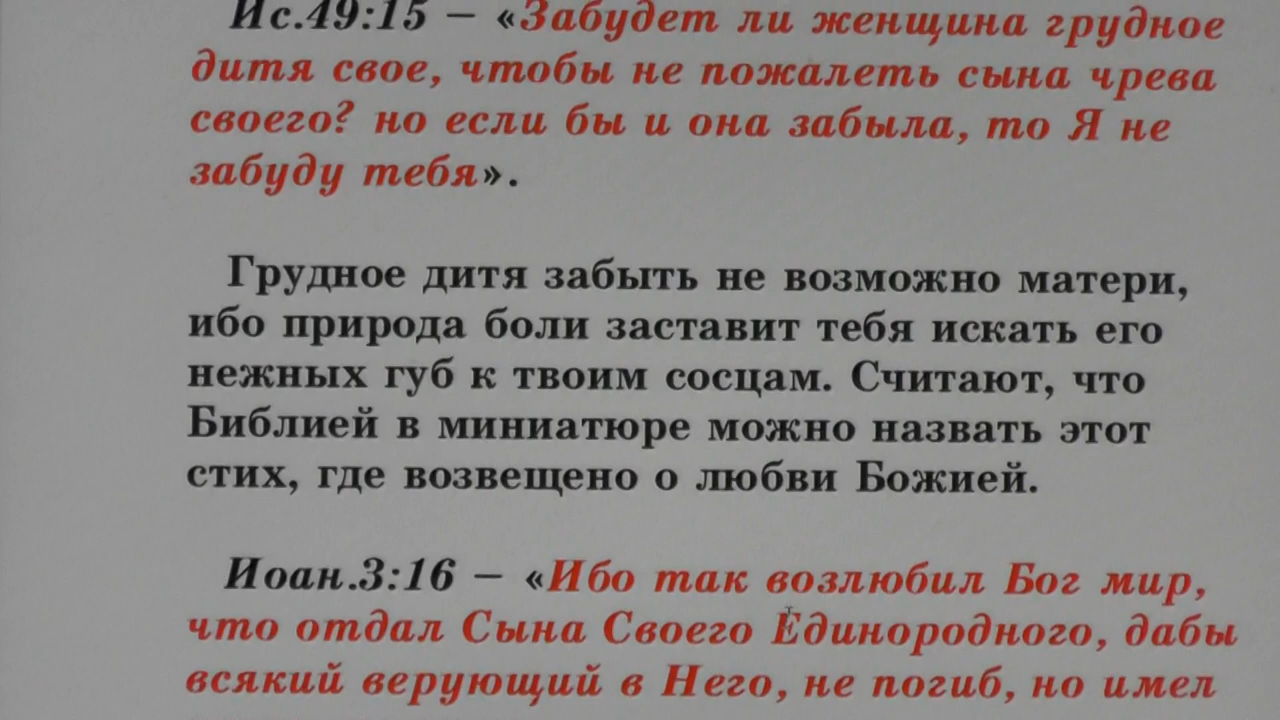 Ис.49:15 – «Забудет ли женщина грудное
дитя свое, чтобы не пожалеть сына чрева
своего? но если бы и она забыла, то Я не
забуду тебя».
Грудное дитя забыть не возможно матери,
ибо природа боли заставит тебя искать его
нежных губ к твоим сосцам. Считают, что
Библией в миниатюре можно назвать этот
стих, где возвещено о любви Божией.
Иоан.3:16 – «Ибо так возлюбил Бог мир,
что отдал Сына Своего Единородного, дабы
всякий верующий в Него, не погиб, но имел